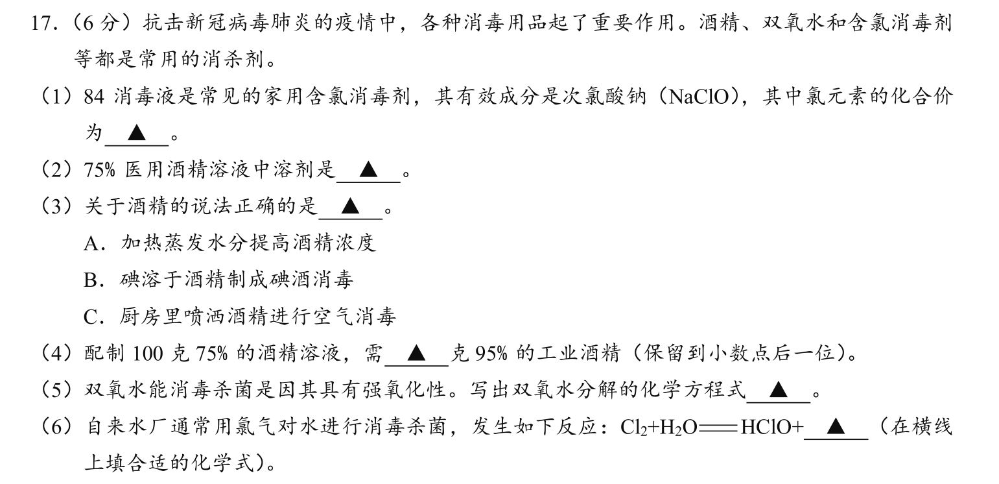 17.（6 分）抗击新冠病毒肺炎的疫情中，各种消毒用品起了重要作用。酒精、双氧水和含氯消毒剂
等都是常用的消杀剂。
（1）84 消毒液是常见的家用含氯消毒剂，其有效成分是次氯酸钠（NaClO），其中氯元素的化合价
为 ▲ 。
（2）75% 医用酒精溶液中溶剂是 ▲ 。
（3）关于酒精的说法正确的是 ▲ 。
A．加热蒸发水分提高酒精浓度
B．碘溶于酒精制成碘酒消毒
C．厨房里喷洒酒精进行空气消毒
（4）配制 100 克 75% 的酒精溶液，需 ▲ 克 95% 的工业酒精（保留到小数点后一位）。
（5）双氧水能消毒杀菌是因其具有强氧化性。写出双氧水分解的化学方程式 ▲ 。
（6）自来水厂通常用氯气对水进行消毒杀菌，发生如下反应：Cl₂+H₂O══HClO+ ▲ （在横线
上填合适的化学式）。